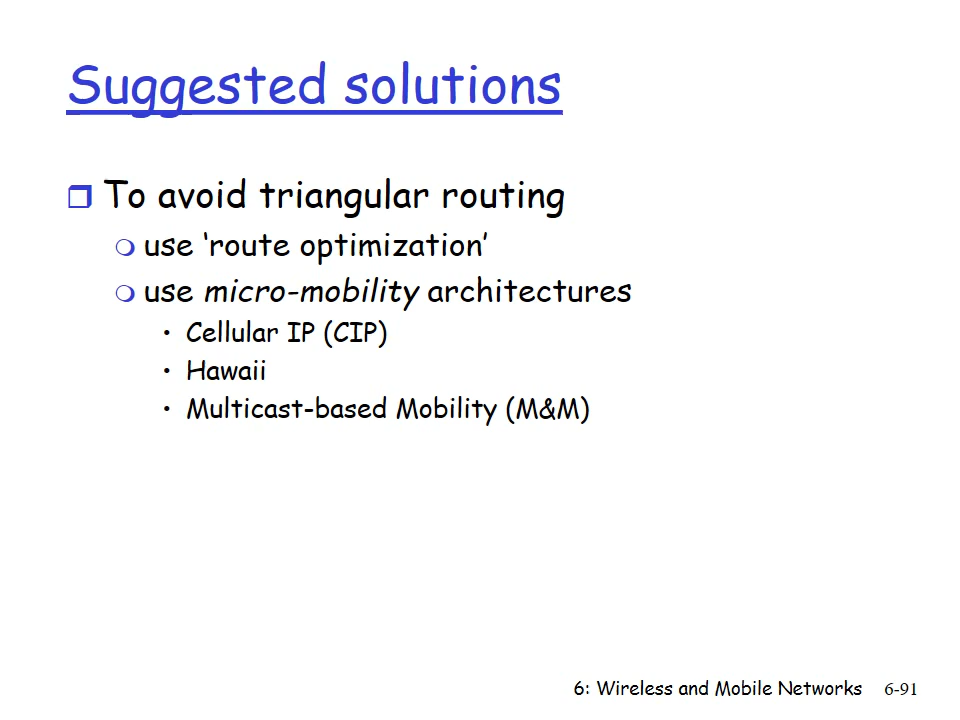 Suggested solutions
To avoid triangular routing
use ‘route optimization’
use micro-mobility architectures
• Cellular IP (CIP)
• Hawaii
• Multicast-based Mobility (M&M)
6: Wireless and Mobile Networks 6-91